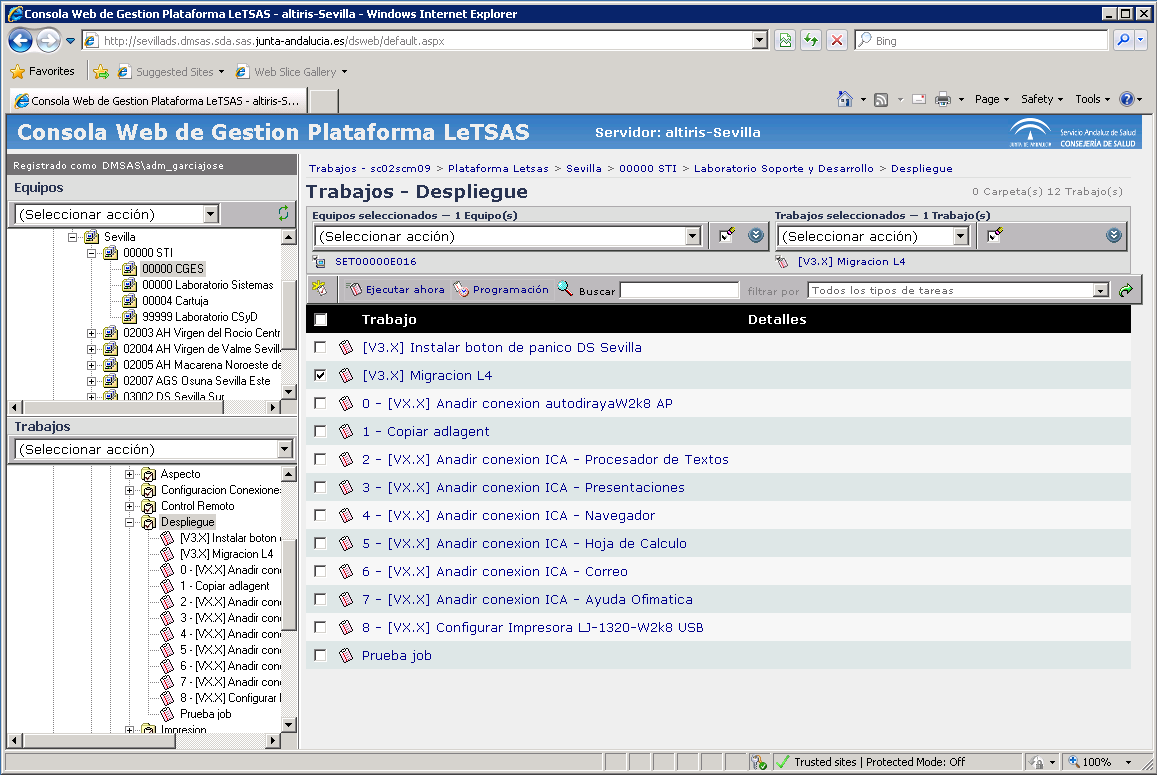 Consola Web de Gestion Plataforma LeTSAS - altiris-Sevilla - Windows Internet Explorer
http://sevillads.dmsas.sda.sas.junta-andalucia.es/dsweb/default.aspx
Bing
Favorites Suggested Sites Web Slice Gallery
Consola Web de Gestion Plataforma LeTSAS - altiris-S...
Page Safety Tools
Consola Web de Gestion Plataforma LeTSAS Servidor: altiris-Sevilla
JUNTA DE ANDALUCIA Servicio Andaluz de Salud
CONSEJERÍA DE SALUD
Registrado como DMSAS\adm_garciajose
Equipos
(Seleccionar acción)
Sevilla
00000 STI
00000 CGES
00000 Laboratorio Sistemas
00004 Cartuja
99999 Laboratorio CSyD
02003 AH Virgen del Rocio Centr
02004 AH Virgen de Valme Sevill
02005 AH Macarena Noroeste de
02007 AGS Osuna Sevilla Este
03002 DS Sevilla Sur
Trabajos
(Seleccionar acción)
Aspecto
Configuracion Conexione
Control Remoto
Despliegue
[V3.X] Instalar boton
[V3.X] Migracion L4
0 - [VX.X] Anadir con
1 - Copiar adlagent
2 - [VX.X] Anadir con
3 - [VX.X] Anadir con
4 - [VX.X] Anadir con
5 - [VX.X] Anadir con
6 - [VX.X] Anadir con
7 - [VX.X] Anadir con
8 - [VX.X] Configurar I
Prueba job
Impresion
Trabajos - sc02scm09 > Plataforma Letsas > Sevilla > 00000 STI > Laboratorio Soporte y Desarrollo > Despliegue
Trabajos - Despliegue
0 Carpeta(s) 12 Trabajo(s)
Equipos seleccionados — 1 Equipo(s)
(Seleccionar acción)
SET00000E016
Trabajos seleccionados — 1 Trabajo(s)
(Seleccionar acción)
[V3.X] Migracion L4
Ejecutar ahora Programación Buscar filtrar por Todos los tipos de tareas
Trabajo Detalles
[V3.X] Instalar boton de panico DS Sevilla
[V3.X] Migracion L4
0 - [VX.X] Anadir conexion autodirayaW2k8 AP
1 - Copiar adlagent
2 - [VX.X] Anadir conexion ICA - Procesador de Textos
3 - [VX.X] Anadir conexion ICA - Presentaciones
4 - [VX.X] Anadir conexion ICA - Navegador
5 - [VX.X] Anadir conexion ICA - Hoja de Calculo
6 - [VX.X] Anadir conexion ICA - Correo
7 - [VX.X] Anadir conexion ICA - Ayuda Ofimatica
8 - [VX.X] Configurar Impresora LJ-1320-W2k8 USB
Prueba job
Trusted sites | Protected Mode: Off 100%